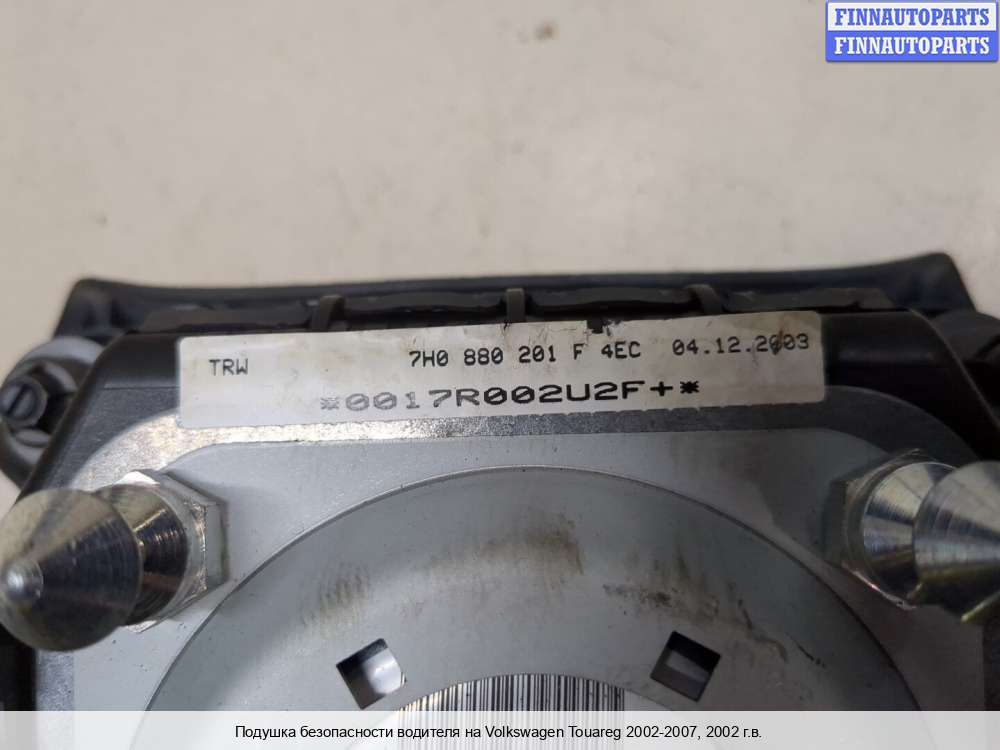 FINNAUTOPARTS
FINNAUTOPARTS
TRW 7H0 880 201 F 4EC 04.12.2003
*0017R002U2F+*
Подушка безопасности водителя на Volkswagen Touareg 2002-2007, 2002 г.в.